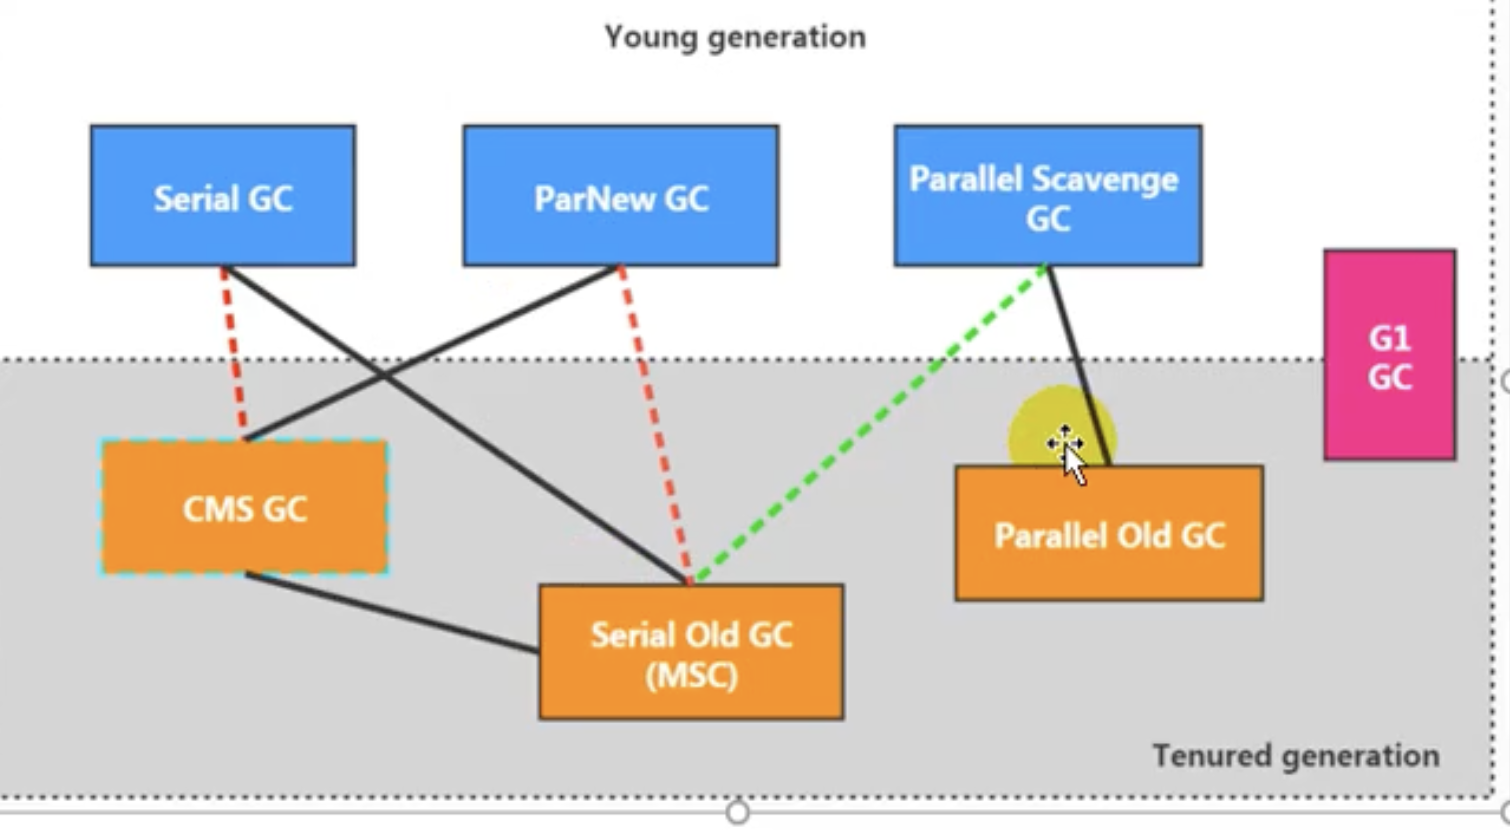 Young generation
Serial GC
ParNew GC
Parallel Scavenge
GC
G1
GC
CMS GC
Parallel Old GC
Serial Old GC
(MSC)
Tenured generation